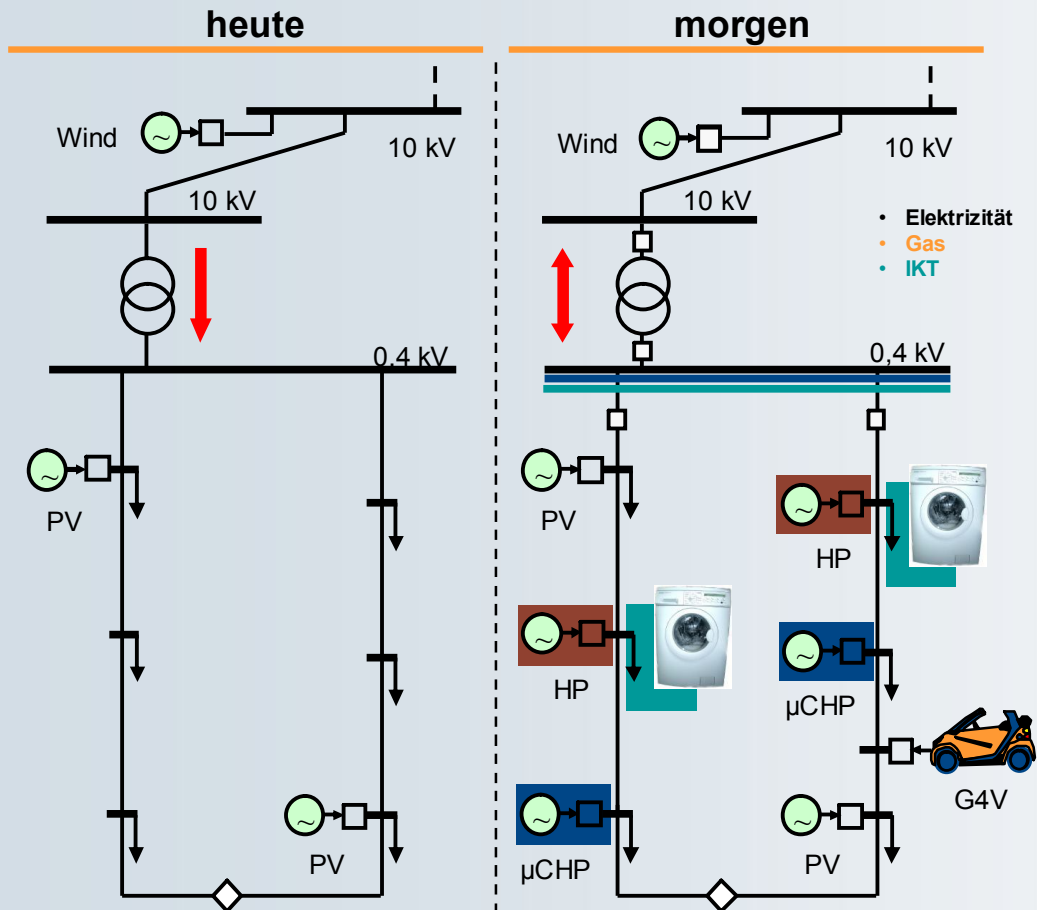 heute
morgen
Wind
10 kV
10 kV
0,4 kV
PV
PV
Wind
10 kV
10 kV
• Elektrizität
• Gas
• IKT
0,4 kV
PV
HP
HP
µCHP
G4V
µCHP
PV